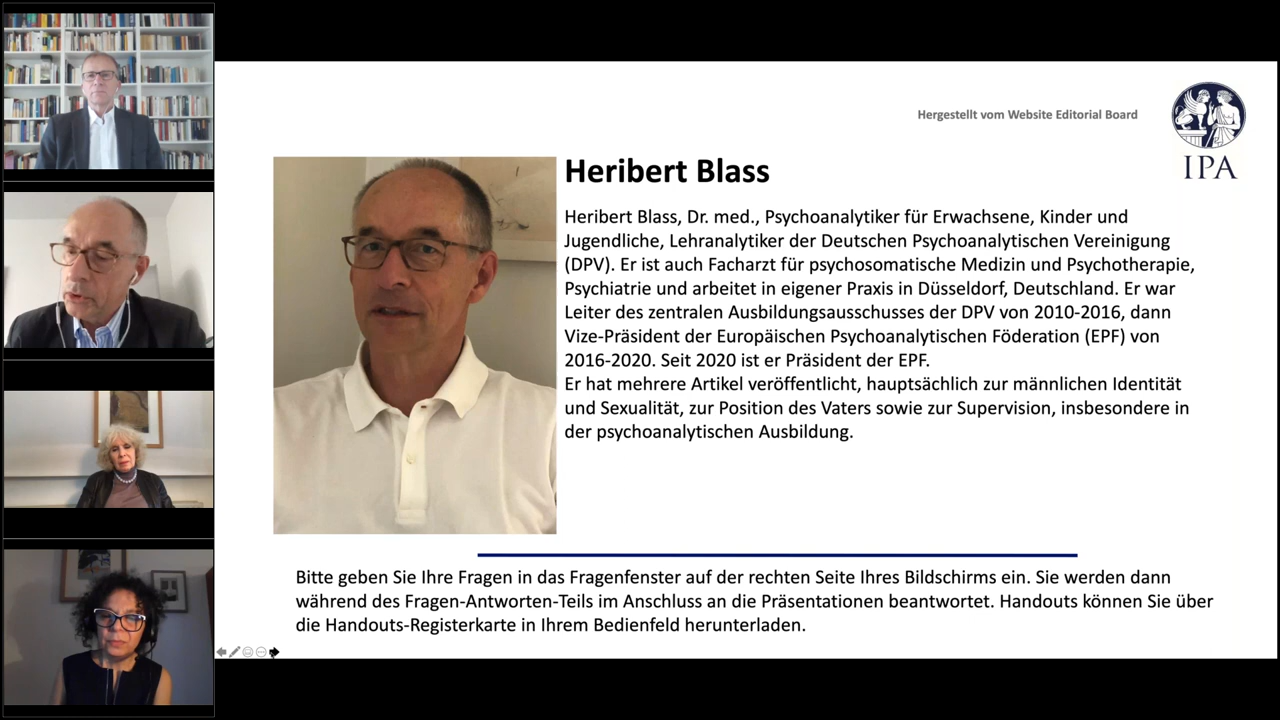 Hergestellt vom Website Editorial Board
IPA
Heribert Blass
Heribert Blass, Dr. med., Psychoanalytiker für Erwachsene, Kinder und
Jugendliche, Lehranalytiker der Deutschen Psychoanalytischen Vereinigung
(DPV). Er ist auch Facharzt für psychosomatische Medizin und Psychotherapie,
Psychiatrie und arbeitet in eigener Praxis in Düsseldorf, Deutschland. Er war
Leiter des zentralen Ausbildungsausschusses der DPV von 2010-2016, dann
Vize-Präsident der Europäischen Psychoanalytischen Föderation (EPF) von
2016-2020. Seit 2020 ist er Präsident der EPF.
Er hat mehrere Artikel veröffentlicht, hauptsächlich zur männlichen Identität
und Sexualität, zur Position des Vaters sowie zur Supervision, insbesondere in
der psychoanalytischen Ausbildung.
Bitte geben Sie Ihre Fragen in das Fragenfenster auf der rechten Seite Ihres Bildschirms ein. Sie werden dann
während des Fragen-Antworten-Teils im Anschluss an die Präsentationen beantwortet. Handouts können Sie über
die Handouts-Registerkarte in Ihrem Bedienfeld herunterladen.